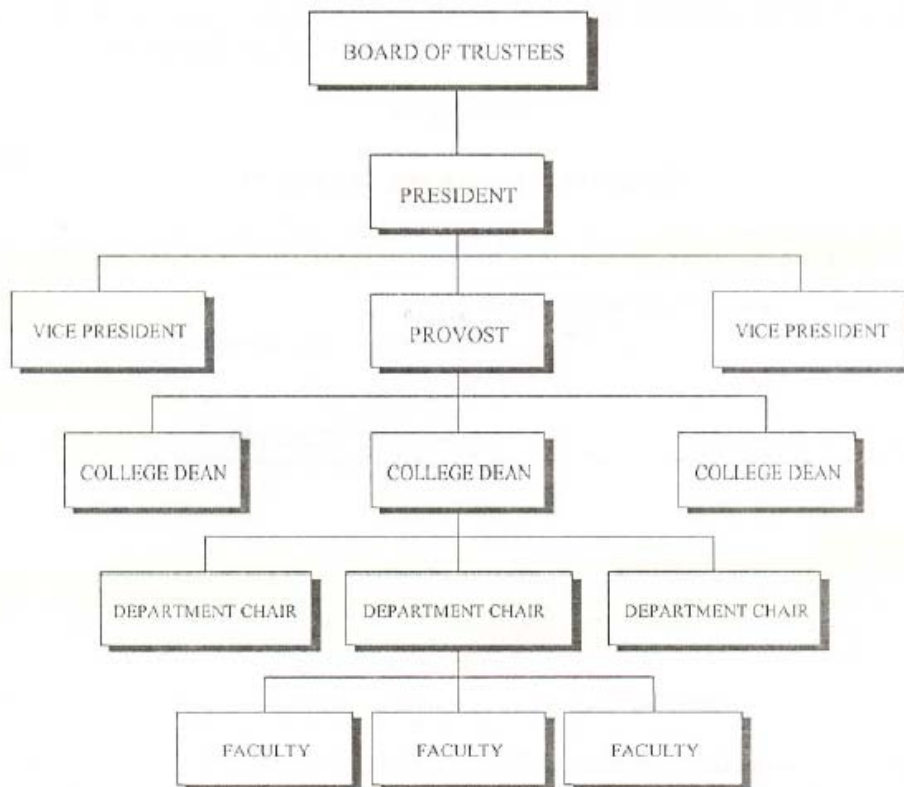 BOARD OF TRUSTEES
PRESIDENT
VICE PRESIDENT
PROVOST
VICE PRESIDENT
COLLEGE DEAN
COLLEGE DEAN
COLLEGE DEAN
DEPARTMENT CHAIR
DEPARTMENT CHAIR
DEPARTMENT CHAIR
FACULTY
FACULTY
FACULTY